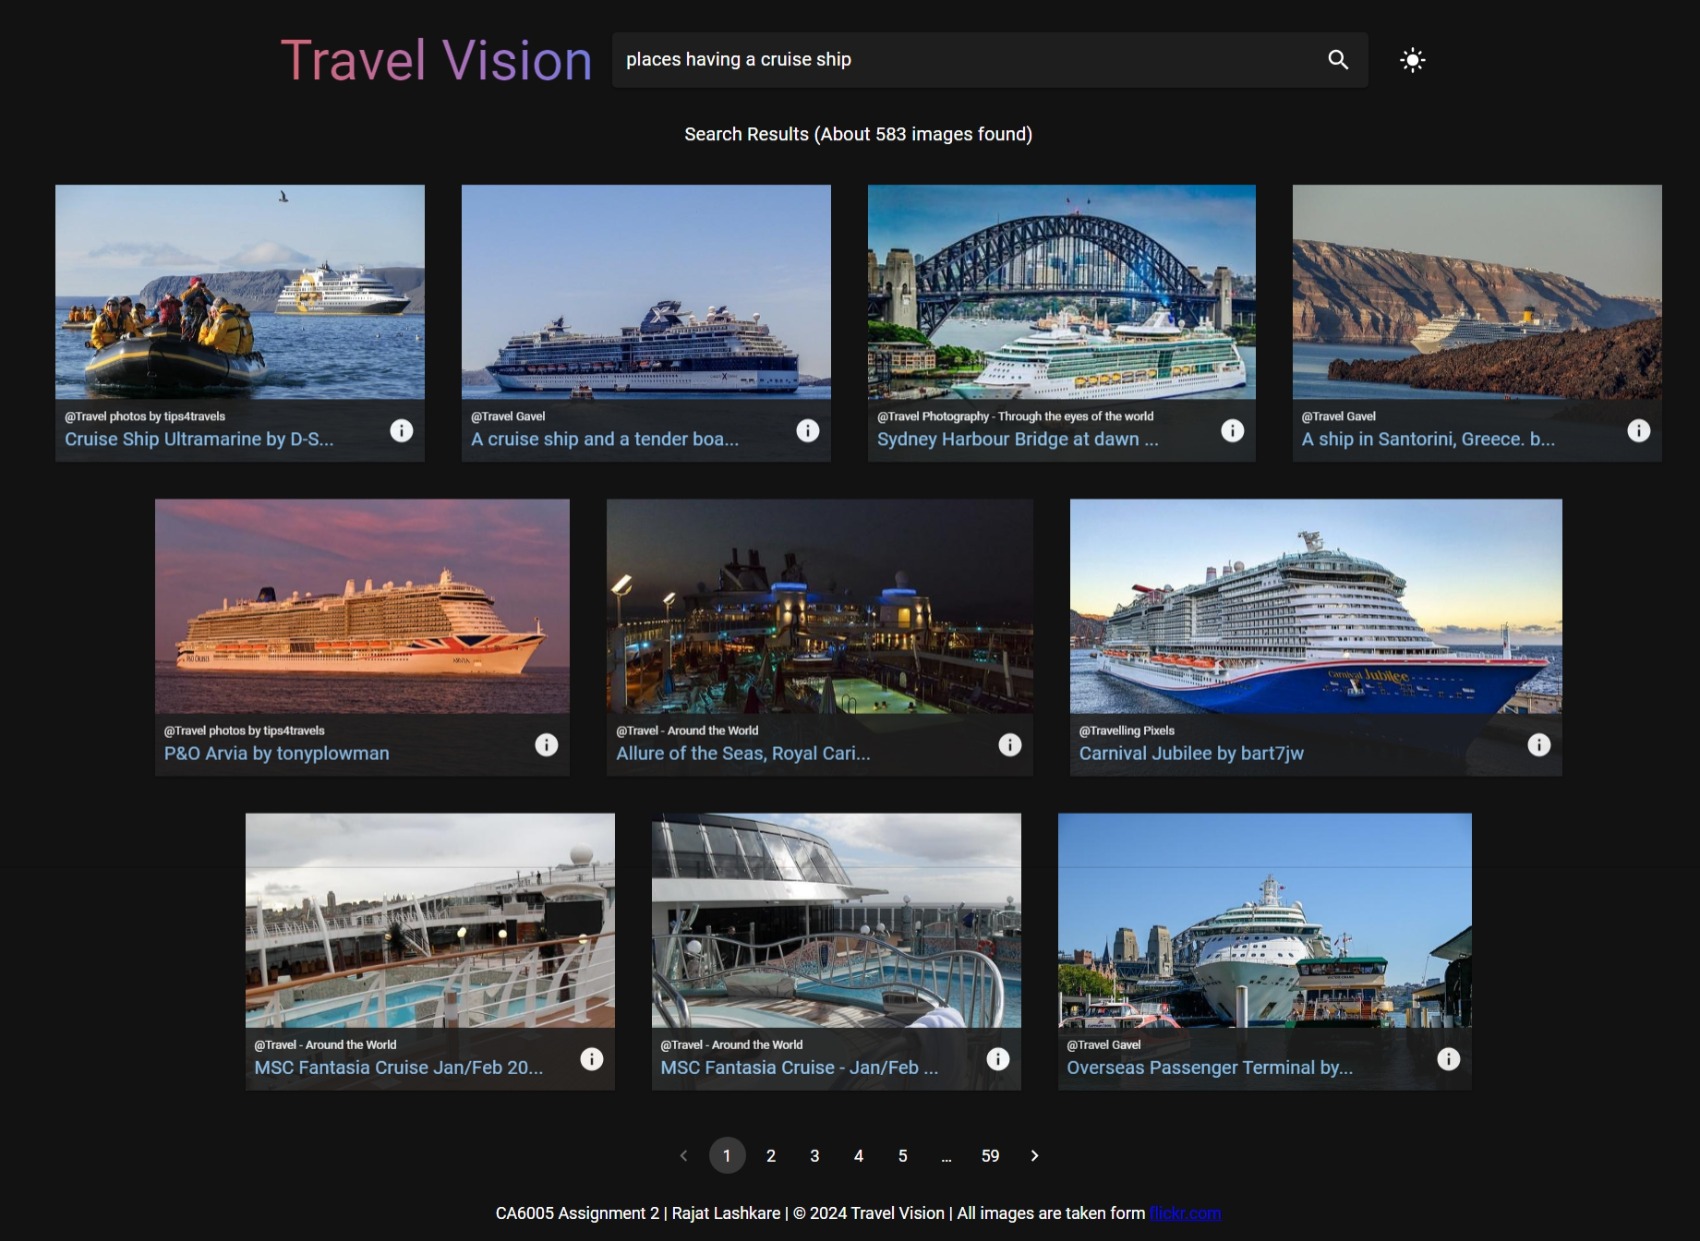 Travel Vision
places having a cruise ship
Search Results (About 583 images found)
@Travel photos by tips4travels
Cruise Ship Ultramarine by D-S...
@Travel Gavel
A cruise ship and a tender boa...
@Travel Photography - Through the eyes of the world
Sydney Harbour Bridge at dawn ...
@Travel Gavel
A ship in Santorini, Greece. b...
P&O CRUISES
ARVIA
@Travel photos by tips4travels
P&O Arvia by tonyplowman
@Travel - Around the World
Allure of the Seas, Royal Cari...
Carnival Jubilee
@Travelling Pixels
Carnival Jubilee by bart7jw
@Travel - Around the World
MSC Fantasia Cruise Jan/Feb 20...
@Travel - Around the World
MSC Fantasia Cruise - Jan/Feb ...
@Travel Gavel
Overseas Passenger Terminal by...
1 2 3 4 5 ... 59
CA6005 Assignment 2 | Rajat Lashkare | © 2024 Travel Vision | All images are taken form flickr.com